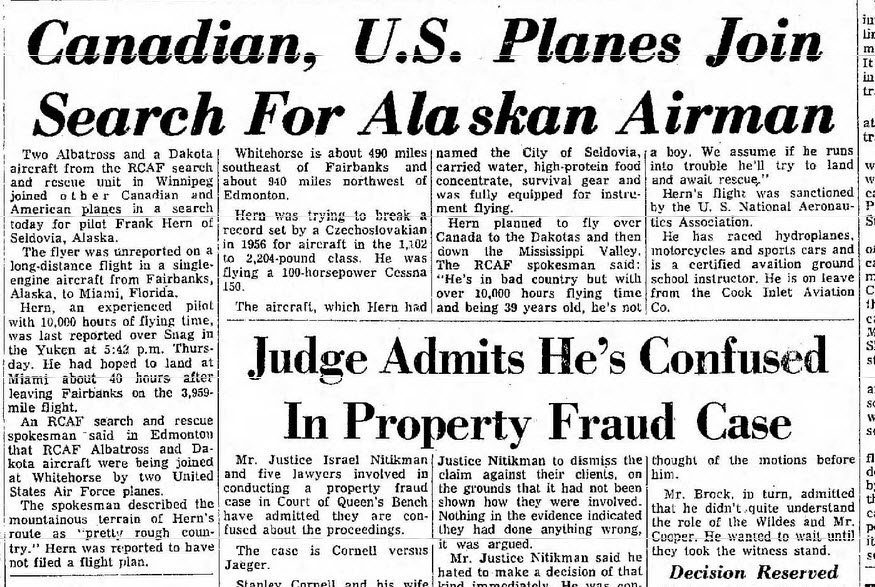 Canadian, U.S. Planes Join
Search For Alaskan Airman
Two Albatross and a Dakota
aircraft from the RCAF search
and rescue unit in Winnipeg
joined other Canadian and
American planes in a search
today for pilot Frank Hern of
Seldovia, Alaska.
The flyer was unreported on a
long-distance flight in a single-
engine aircraft from Fairbanks,
Alaska, to Miami, Florida.
Hern, an experienced pilot
with 10,000 hours of flying time,
was last reported over Snag in
the Yuken at 5:42 p.m. Thurs-
day. He had hoped to land at
Miami about 40 hours after
leaving Fairbanks on the 3,959-
mile flight.
An RCAF search and rescue
spokesman said in Edmonton
that RCAF Albatross and Da-
kota aircraft were being joined
at Whitehorse by two United
States Air Force planes.
The spokesman described the
mountainous terrain of Hern's
route as "pretty rough coun-
try." Hern was reported to have
not filed a flight plan.
Whitehorse is about 490 miles
southeast of Fairbanks and
about 940 miles northwest of
Edmonton.
Hern was trying to break a
record set by a Czechoslovakian
in 1956 for aircraft in the 1,102
to 2,204-pound class. He was
flying a 100-horsepower Cessna
150.
The aircraft, which Hern had
named the City of Seldovia,
carried water, high-protein food
concentrate, survival gear and
was fully equipped for instru-
ment flying.
Hern planned to fly over
Canada to the Dakotas and then
down the Mississippi Valley.
The RCAF spokesman said:
"He's in bad country but with
over 10,000 hours flying time
and being 39 years old, he's not
a boy. We assume if he runs
into trouble he'll try to land
and await rescue."
Hern's flight was sanctioned
by the U. S. National Aeronau-
tics Association.
He has raced hydroplanes,
motorcycles and sports cars and
is a certified avaition ground
school instructor. He is on leave
from the Cook Inlet Aviation
Co.
Judge Admits He's Confused
In Property Fraud Case
Mr. Justice Israel Nitikman
and five lawyers involved in
conducting a property fraud
case in Court of Queen's Bench
have admitted they are con-
fused about the proceedings.
The case is Cornell versus
Jaeger.
Stanley Cornell and his wife
Justice Nitikman to dismiss the
claim against their clients, on
the grounds that it had not been
shown how they were involved.
Nothing in the evidence indicated
they had done anything wrong,
it was argued.
Mr. Justice Nitikman said he
hated to make a decision of that
kind immediately. He was con-
thought of the motions before
him.
Mr. Brock, in turn, admitted
that he didn't quite understand
the role of the Wildes and Mr.
Cooper. He wanted to wait until
they took the witness stand.
Decision Reserved